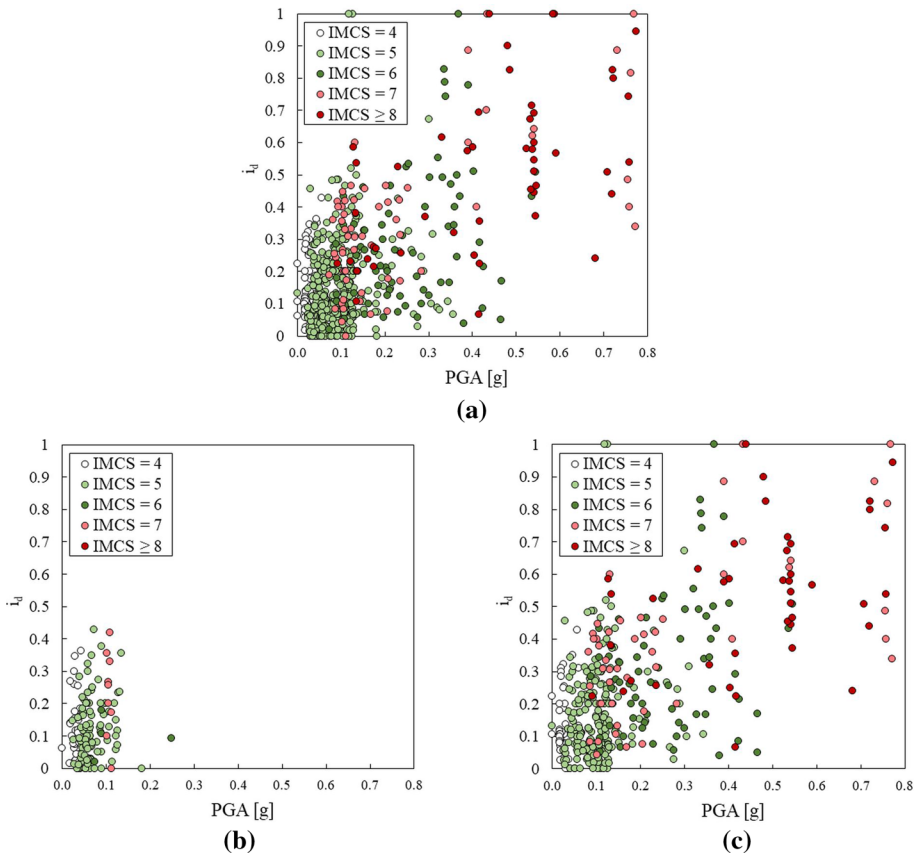 1
0.9
0.8
0.7
0.6
0.5
0.4
0.3
0.2
0.1
0
i_d
IMCS = 4
IMCS = 5
IMCS = 6
IMCS = 7
IMCS ≥ 8
0.0 0.1 0.2 0.3 0.4 0.5 0.6 0.7 0.8
PGA [g]
(a)
1
0.9
0.8
0.7
0.6
0.5
0.4
0.3
0.2
0.1
0
i_d
IMCS = 4
IMCS = 5
IMCS = 6
IMCS = 7
IMCS ≥ 8
0.0 0.1 0.2 0.3 0.4 0.5 0.6 0.7 0.8
PGA [g]
(b)
1
0.9
0.8
0.7
0.6
0.5
0.4
0.3
0.2
0.1
0
i_d
IMCS = 4
IMCS = 5
IMCS = 6
IMCS = 7
IMCS ≥ 8
0.0 0.1 0.2 0.3 0.4 0.5 0.6 0.7 0.8
PGA [g]
(c)